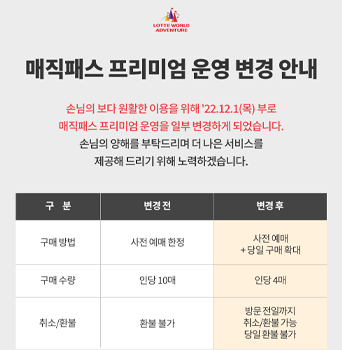 LOTTE WORLD
ADVENTURE
매직패스 프리미엄 운영 변경 안내
손님의 보다 원활한 이용을 위해 '22.12.1(목) 부로
매직패스 프리미엄 운영을 일부 변경하게 되었습니다.
손님의 양해를 부탁드리며 더 나은 서비스를
제공해 드리기 위해 노력하겠습니다.
구 분 변경 전 변경 후
구매 방법 사전 예매 한정 사전 예매
+ 당일 구매 확대
구매 수량 인당 10매 인당 4매
취소/환불 환불 불가 방문 전일까지
취소/환불 가능
당일 환불 불가